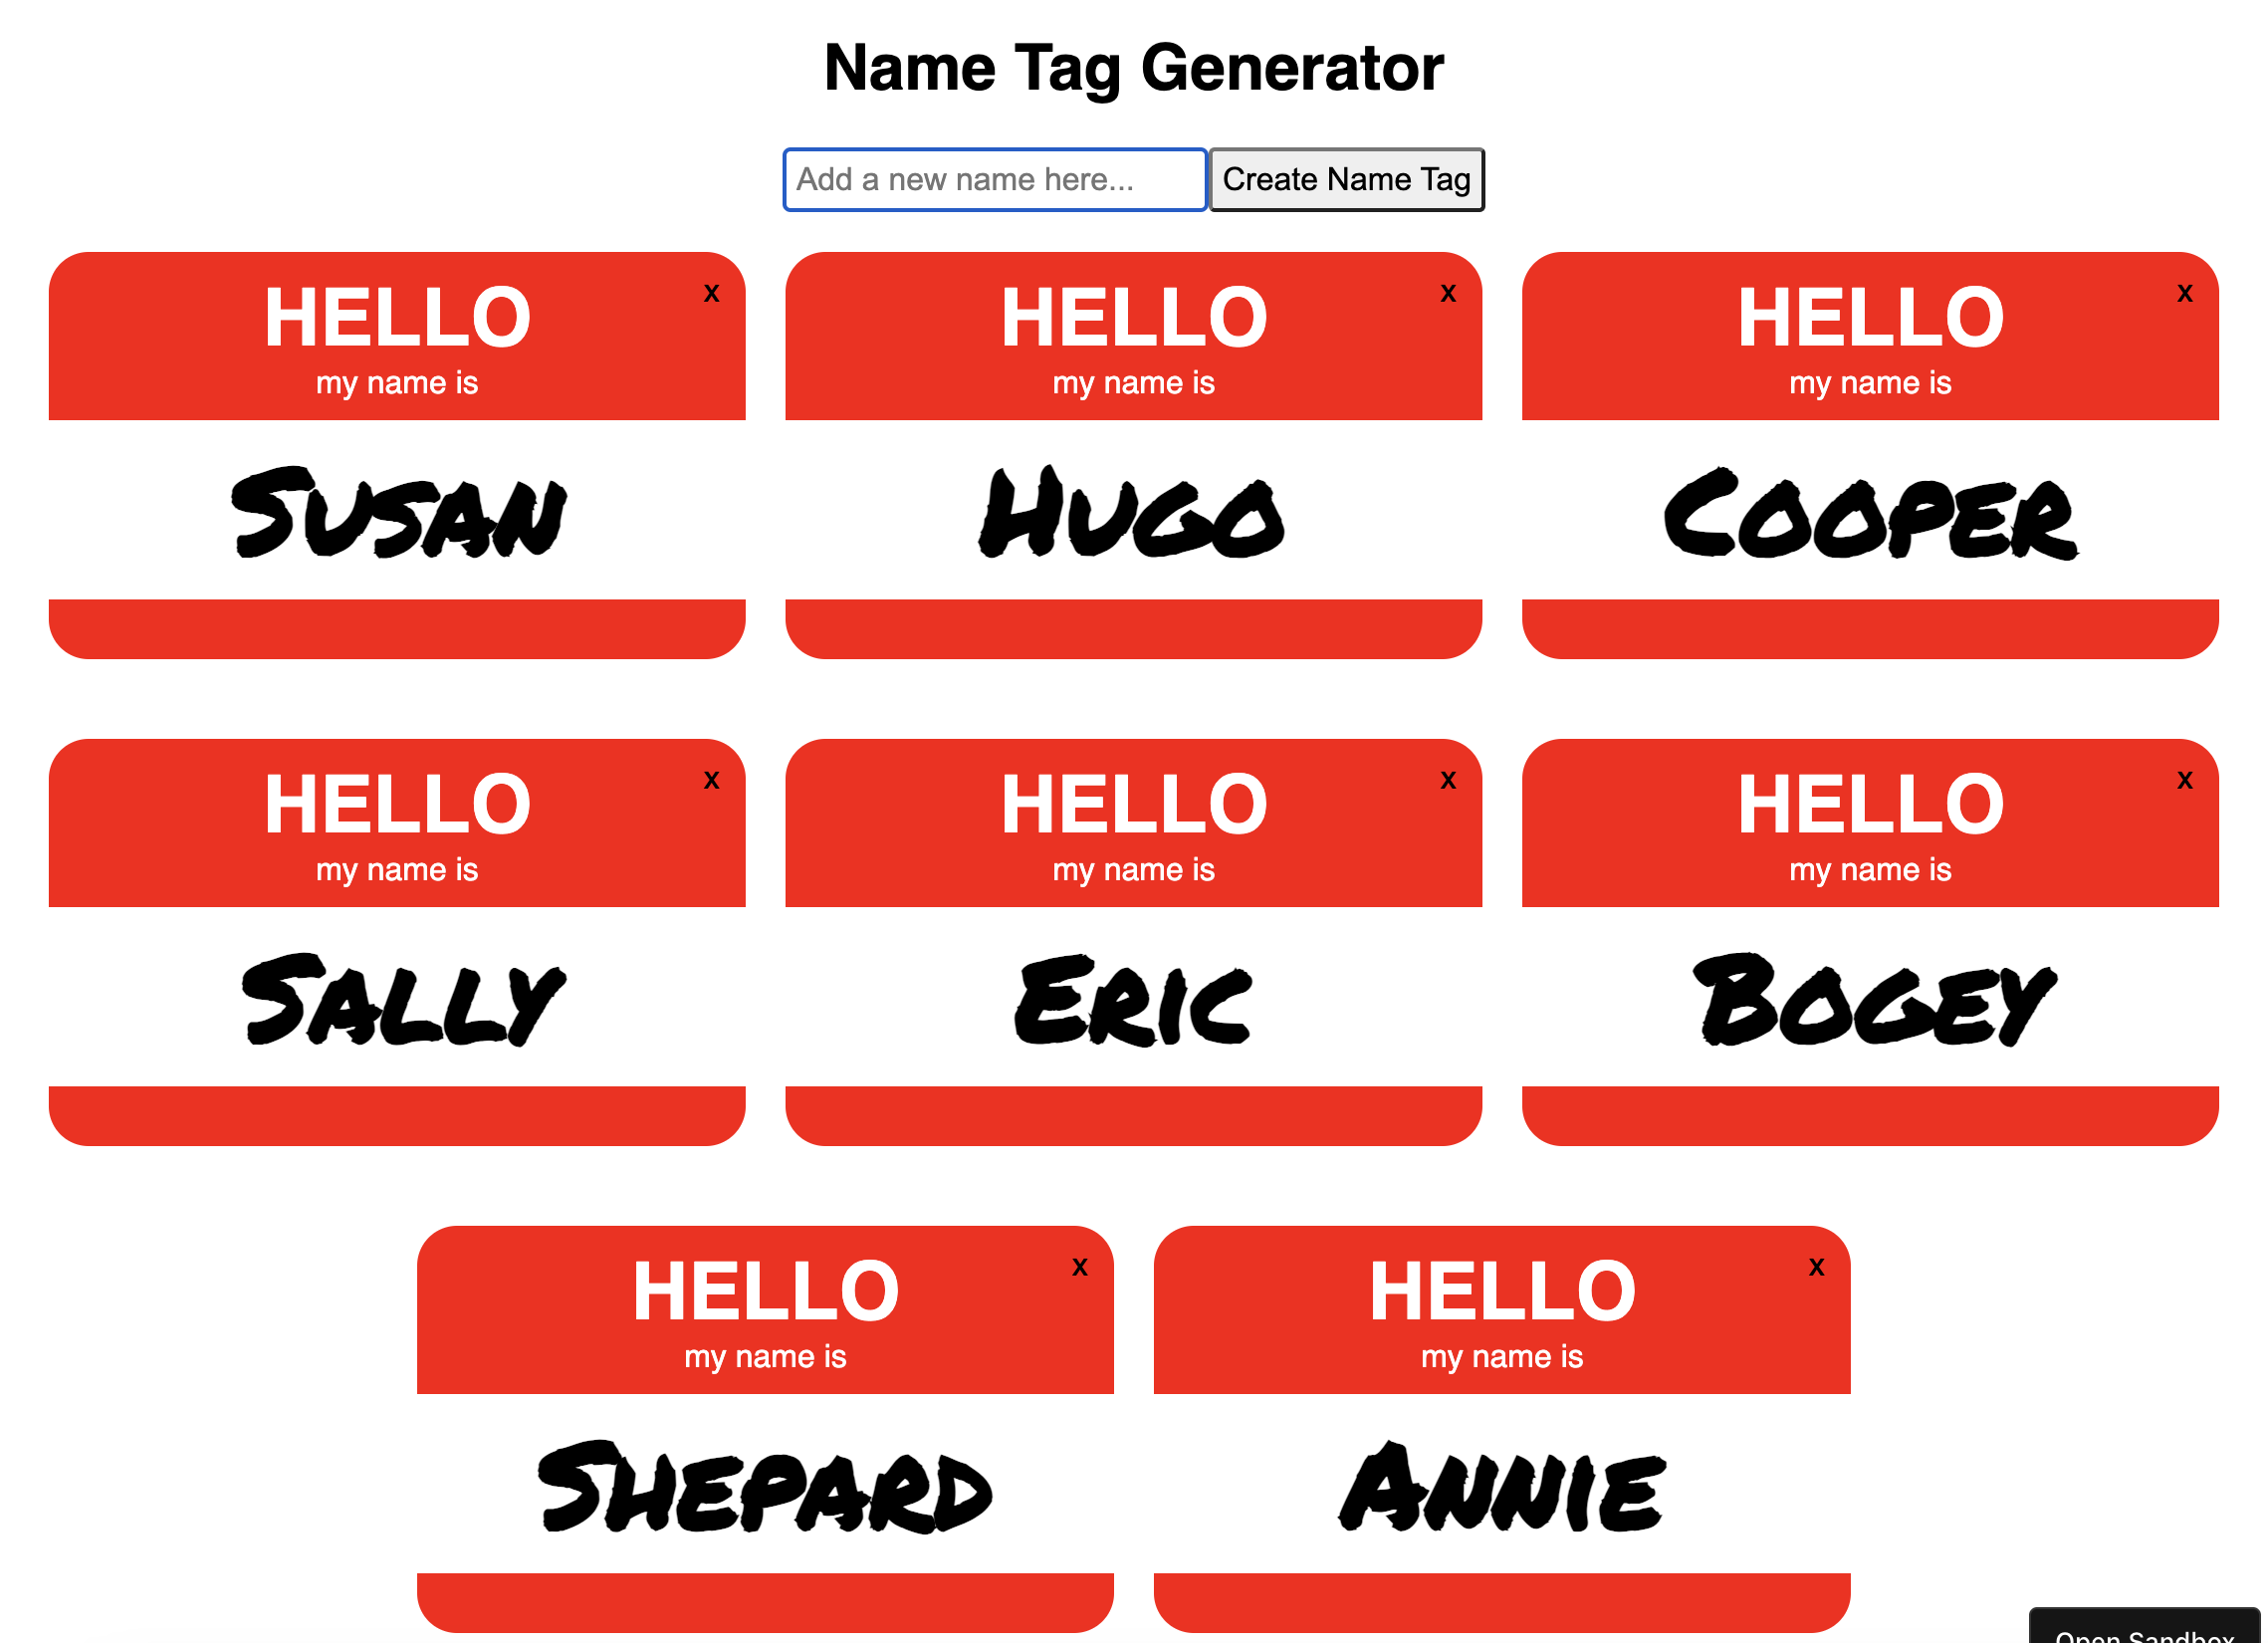 Name Tag Generator
Add a new name here... Create Name Tag
HELLO x HELLO x HELLO x
my name is my name is my name is
Susan Hugo Cooper
HELLO x HELLO x HELLO x
my name is my name is my name is
Sally Eric Bogey
HELLO x HELLO x
my name is my name is
Shepard Annie
Open Sandbox